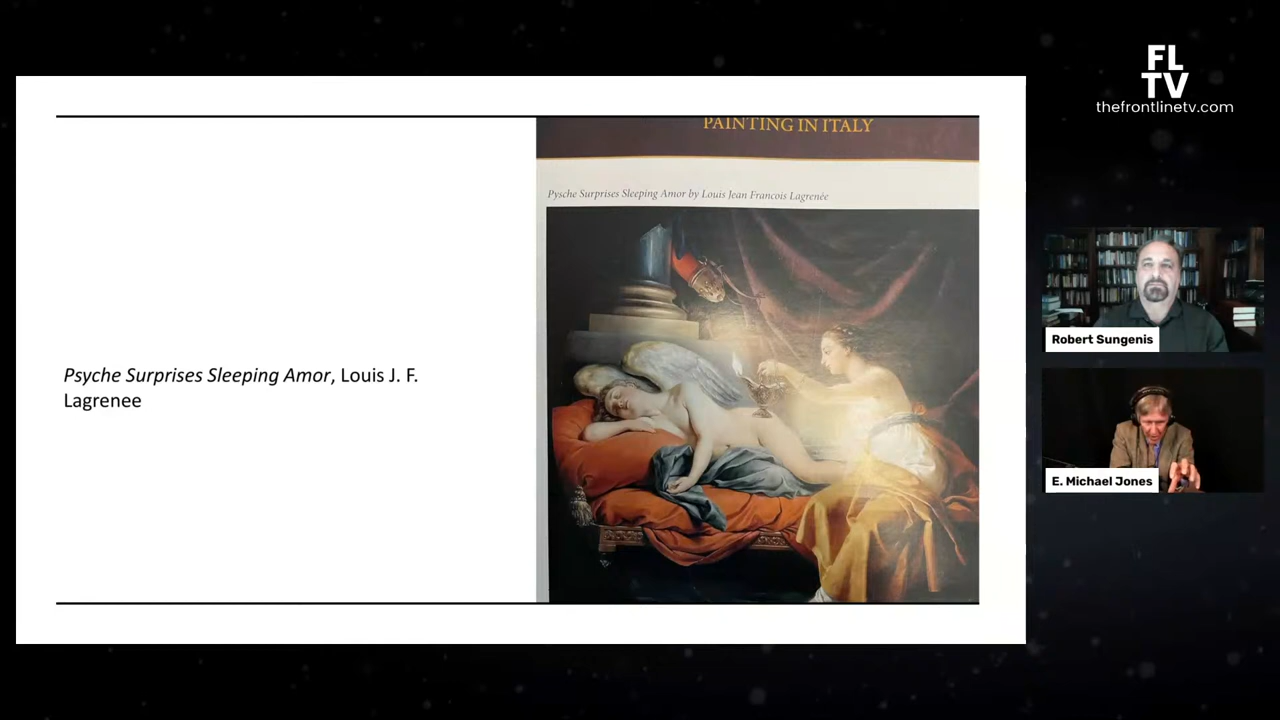 FL
TV
thefrontlinetv.com
PAINTING IN ITALY
Pysche Surprises Sleeping Amor by Louis Jean Francois Lagrenée
Psyche Surprises Sleeping Amor, Louis J. F.
Lagrenee
Robert Sungenis
E. Michael Jones